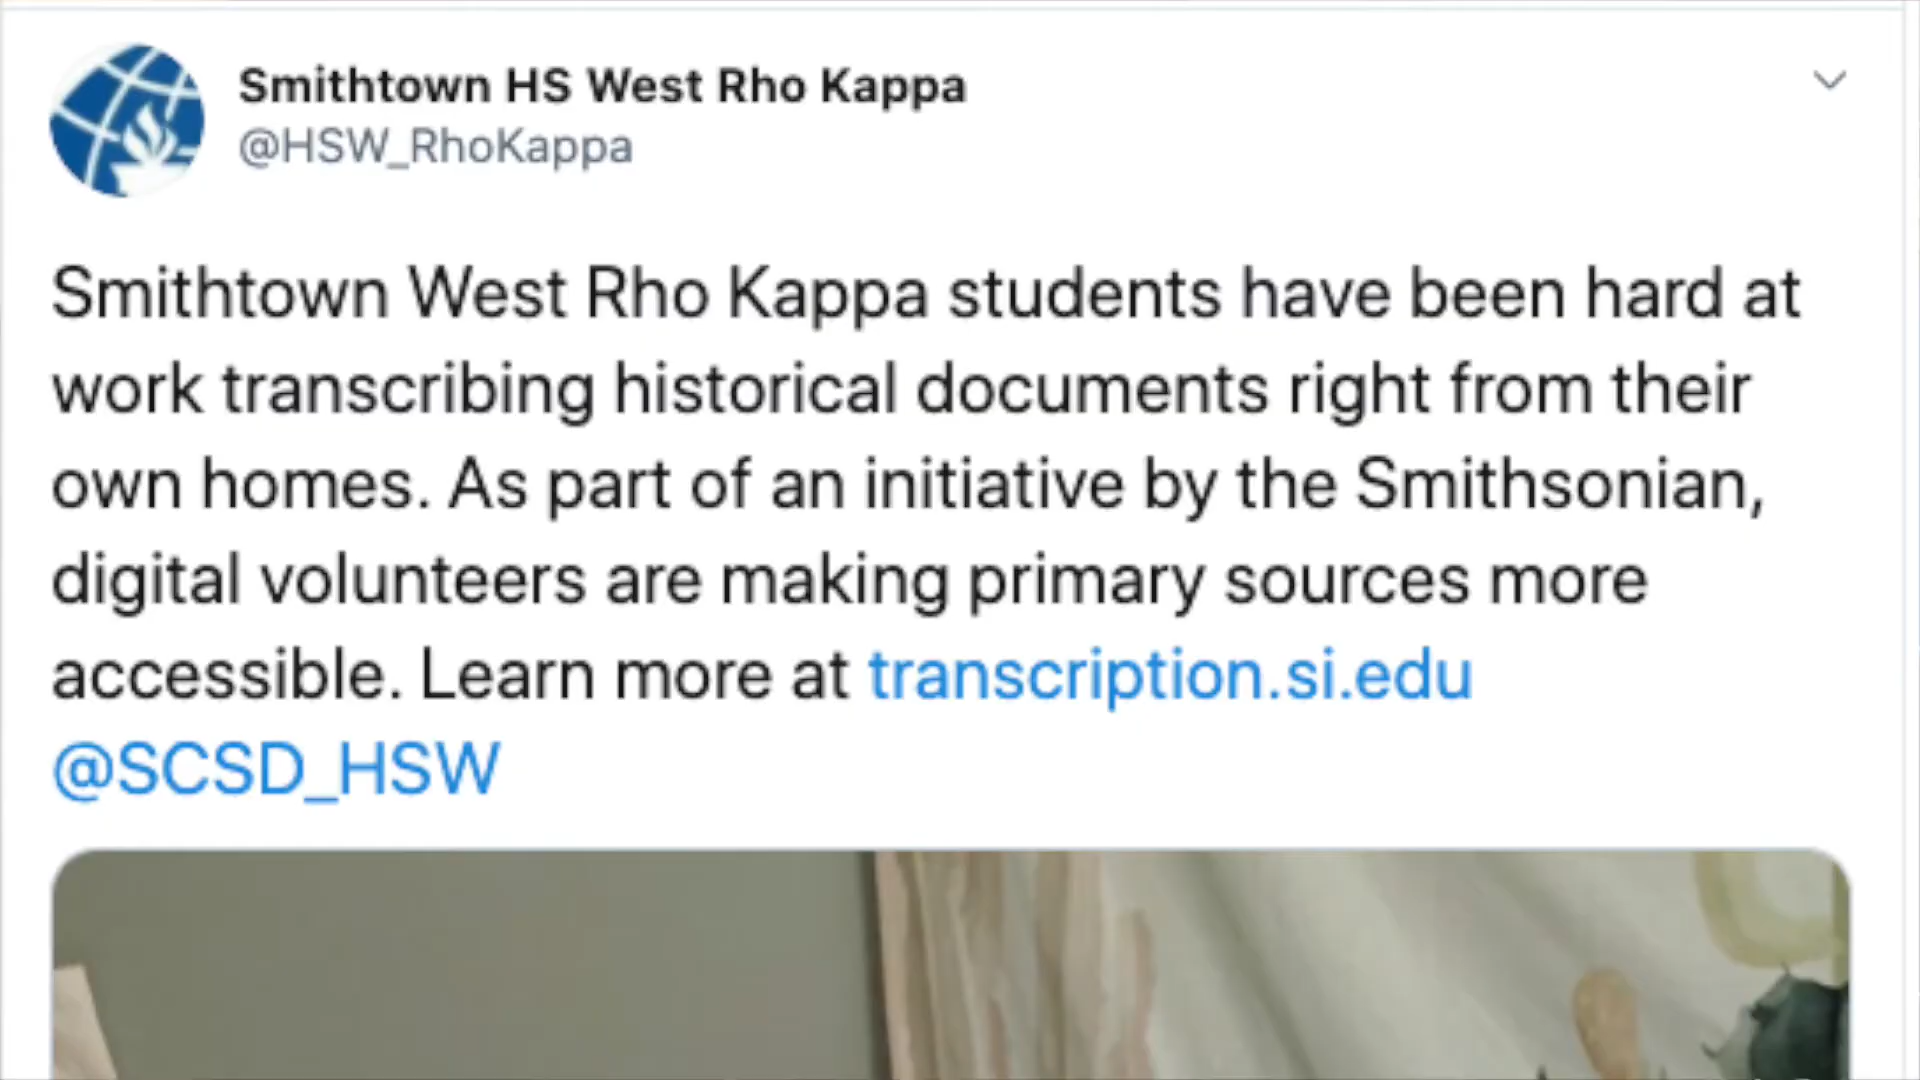 Smithtown HS West Rho Kappa
@HSW_RhoKappa
Smithtown West Rho Kappa students have been hard at
work transcribing historical documents right from their
own homes. As part of an initiative by the Smithsonian,
digital volunteers are making primary sources more
accessible. Learn more at transcription.si.edu
@SCSD_HSW